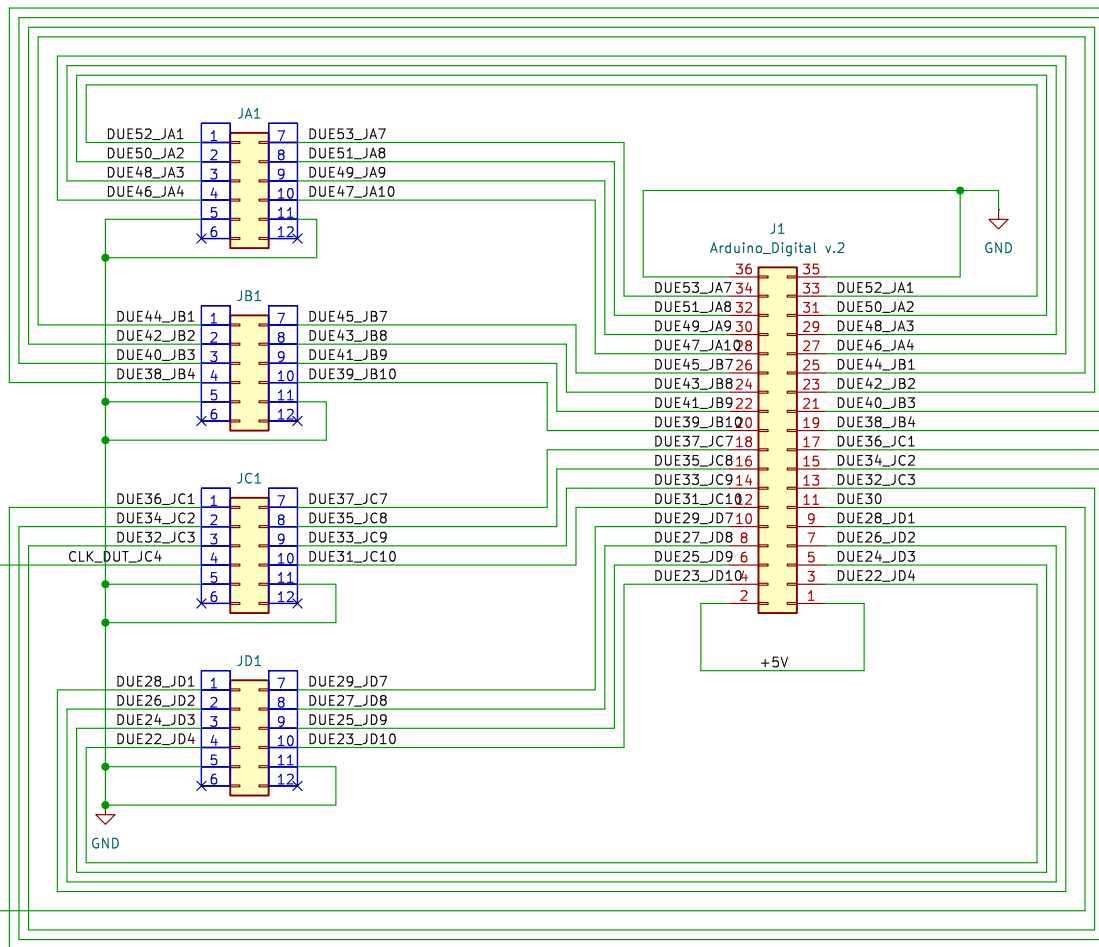 JA1
DUE52_JA1 1 7 DUE53_JA7
DUE50_JA2 2 8 DUE51_JA8
DUE48_JA3 3 9 DUE49_JA9
DUE46_JA4 4 10 DUE47_JA10
5 11
6 12
JB1
DUE44_JB1 1 7 DUE45_JB7
DUE42_JB2 2 8 DUE43_JB8
DUE40_JB3 3 9 DUE41_JB9
DUE38_JB4 4 10 DUE39_JB10
5 11
6 12
JC1
DUE36_JC1 1 7 DUE37_JC7
DUE34_JC2 2 8 DUE35_JC8
DUE32_JC3 3 9 DUE33_JC9
CLK_DUT_JC4 4 10 DUE31_JC10
5 11
6 12
JD1
DUE28_JD1 1 7 DUE29_JD7
DUE26_JD2 2 8 DUE27_JD8
DUE24_JD3 3 9 DUE25_JD9
DUE22_JD4 4 10 DUE23_JD10
5 11
6 12
GND
GND
J1
Arduino_Digital v.2
36 35
DUE53_JA7 34 33 DUE52_JA1
DUE51_JA8 32 31 DUE50_JA2
DUE49_JA9 30 29 DUE48_JA3
DUE47_JA10 28 27 DUE46_JA4
DUE45_JB7 26 25 DUE44_JB1
DUE43_JB8 24 23 DUE42_JB2
DUE41_JB9 22 21 DUE40_JB3
DUE39_JB10 20 19 DUE38_JB4
DUE37_JC7 18 17 DUE36_JC1
DUE35_JC8 16 15 DUE34_JC2
DUE33_JC9 14 13 DUE32_JC3
DUE31_JC10 12 11 DUE30
DUE29_JD7 10 9 DUE28_JD1
DUE27_JD8 8 7 DUE26_JD2
DUE25_JD9 6 5 DUE24_JD3
DUE23_JD10 4 3 DUE22_JD4
2 1
+5V